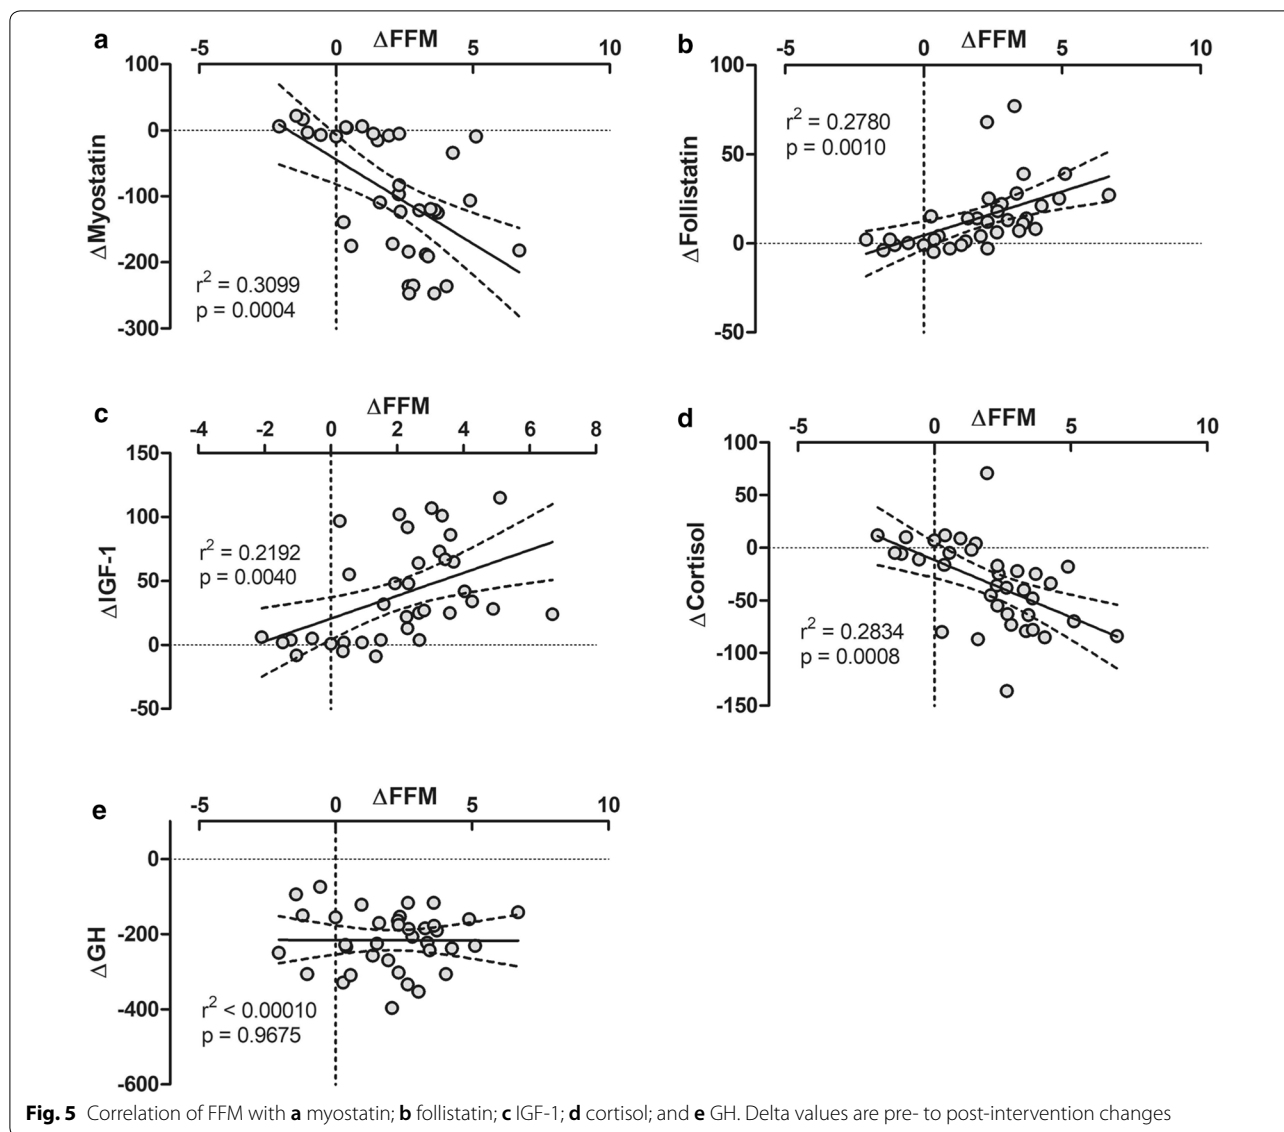 a
ΔFFM
-5 0 5 10
100
0
-100
-200
-300
ΔMyostatin
r² = 0.3099
p = 0.0004
b
ΔFFM
-5 0 5 10
100
50
0
-50
ΔFollistatin
r² = 0.2780
p = 0.0010
c
ΔFFM
-4 -2 0 2 4 6 8
150
100
50
0
-50
ΔIGF-1
r² = 0.2192
p = 0.0040
d
ΔFFM
-5 0 5 10
100
50
0
-50
-100
-150
ΔCortisol
r² = 0.2834
p = 0.0008
e
ΔFFM
-5 0 5 10
0
-200
-400
-600
ΔGH
r² < 0.00010
p = 0.9675
Fig. 5 Correlation of FFM with a myostatin; b follistatin; c IGF-1; d cortisol; and e GH. Delta values are pre- to post-intervention changes